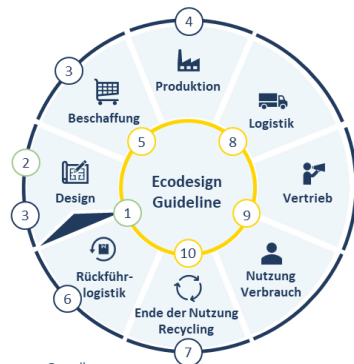 4
3
Produktion
Beschaffung
Logistik
5
8
2
Ecodesign
Guideline
Design
Vertrieb
3
1
9
10
Rückführ-
logistik
Nutzung
Verbrauch
6
Ende der Nutzung
Recycling
7